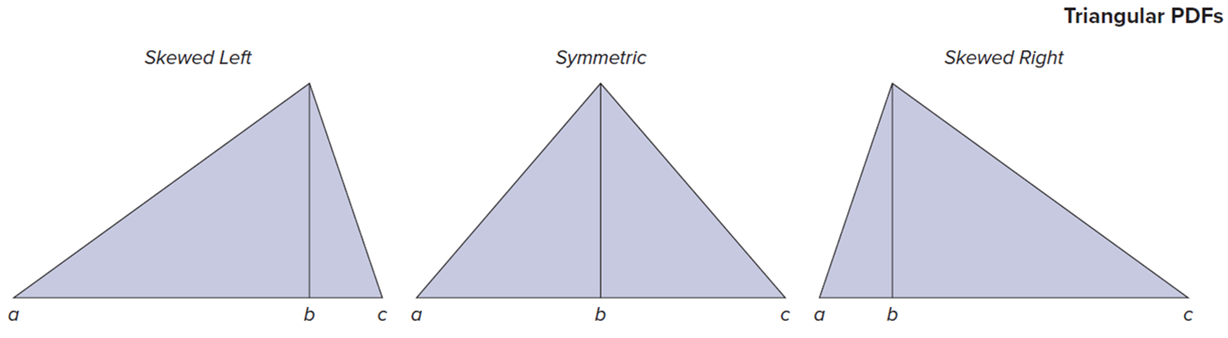 Triangular PDFs
Skewed Left Symmetric Skewed Right
a b c a b c a b c